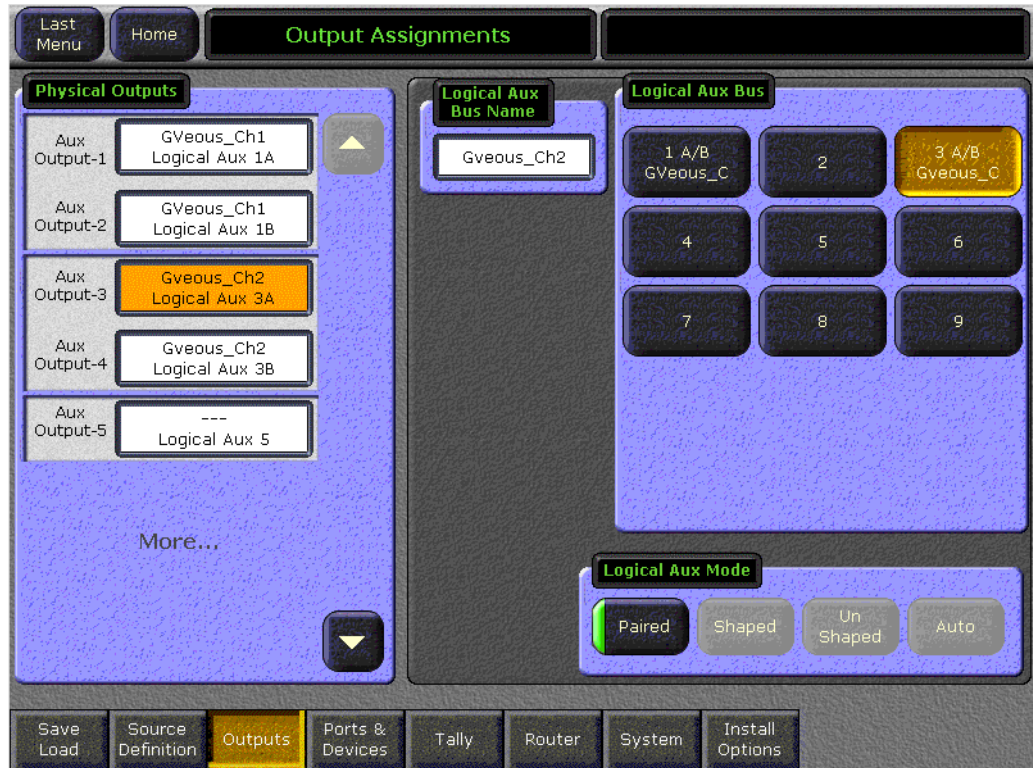 Last
Menu
Home
Output Assignments
Physical Outputs
Aux
Output-1
GVeous_Ch1
Logical Aux 1A
Aux
Output-2
GVeous_Ch1
Logical Aux 1B
Aux
Output-3
Gveous_Ch2
Logical Aux 3A
Aux
Output-4
Gveous_Ch2
Logical Aux 3B
Aux
Output-5
---
Logical Aux 5
More...
Logical Aux
Bus Name
Gveous_Ch2
Logical Aux Bus
1 A/B
GVeous_C
2
3 A/B
Gveous_C
4
5
6
7
8
9
Logical Aux Mode
Paired
Shaped
Un
Shaped
Auto
Save
Load
Source
Definition
Outputs
Ports &
Devices
Tally
Router
System
Install
Options